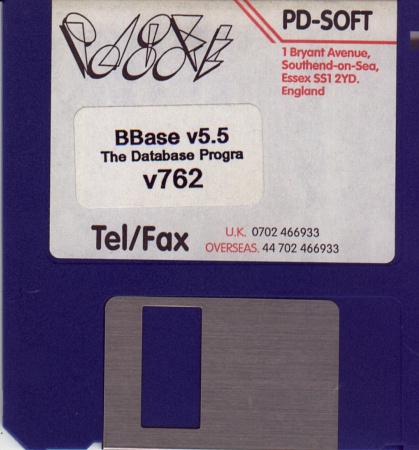 PD-SOFT
1 Bryant Avenue,
Southend-on-Sea,
Essex SS1 2YD.
England
BBase v5.5
The Database Progra
v762
Tel/Fax
U.K. 0702 466933
OVERSEAS. 44 702 466933